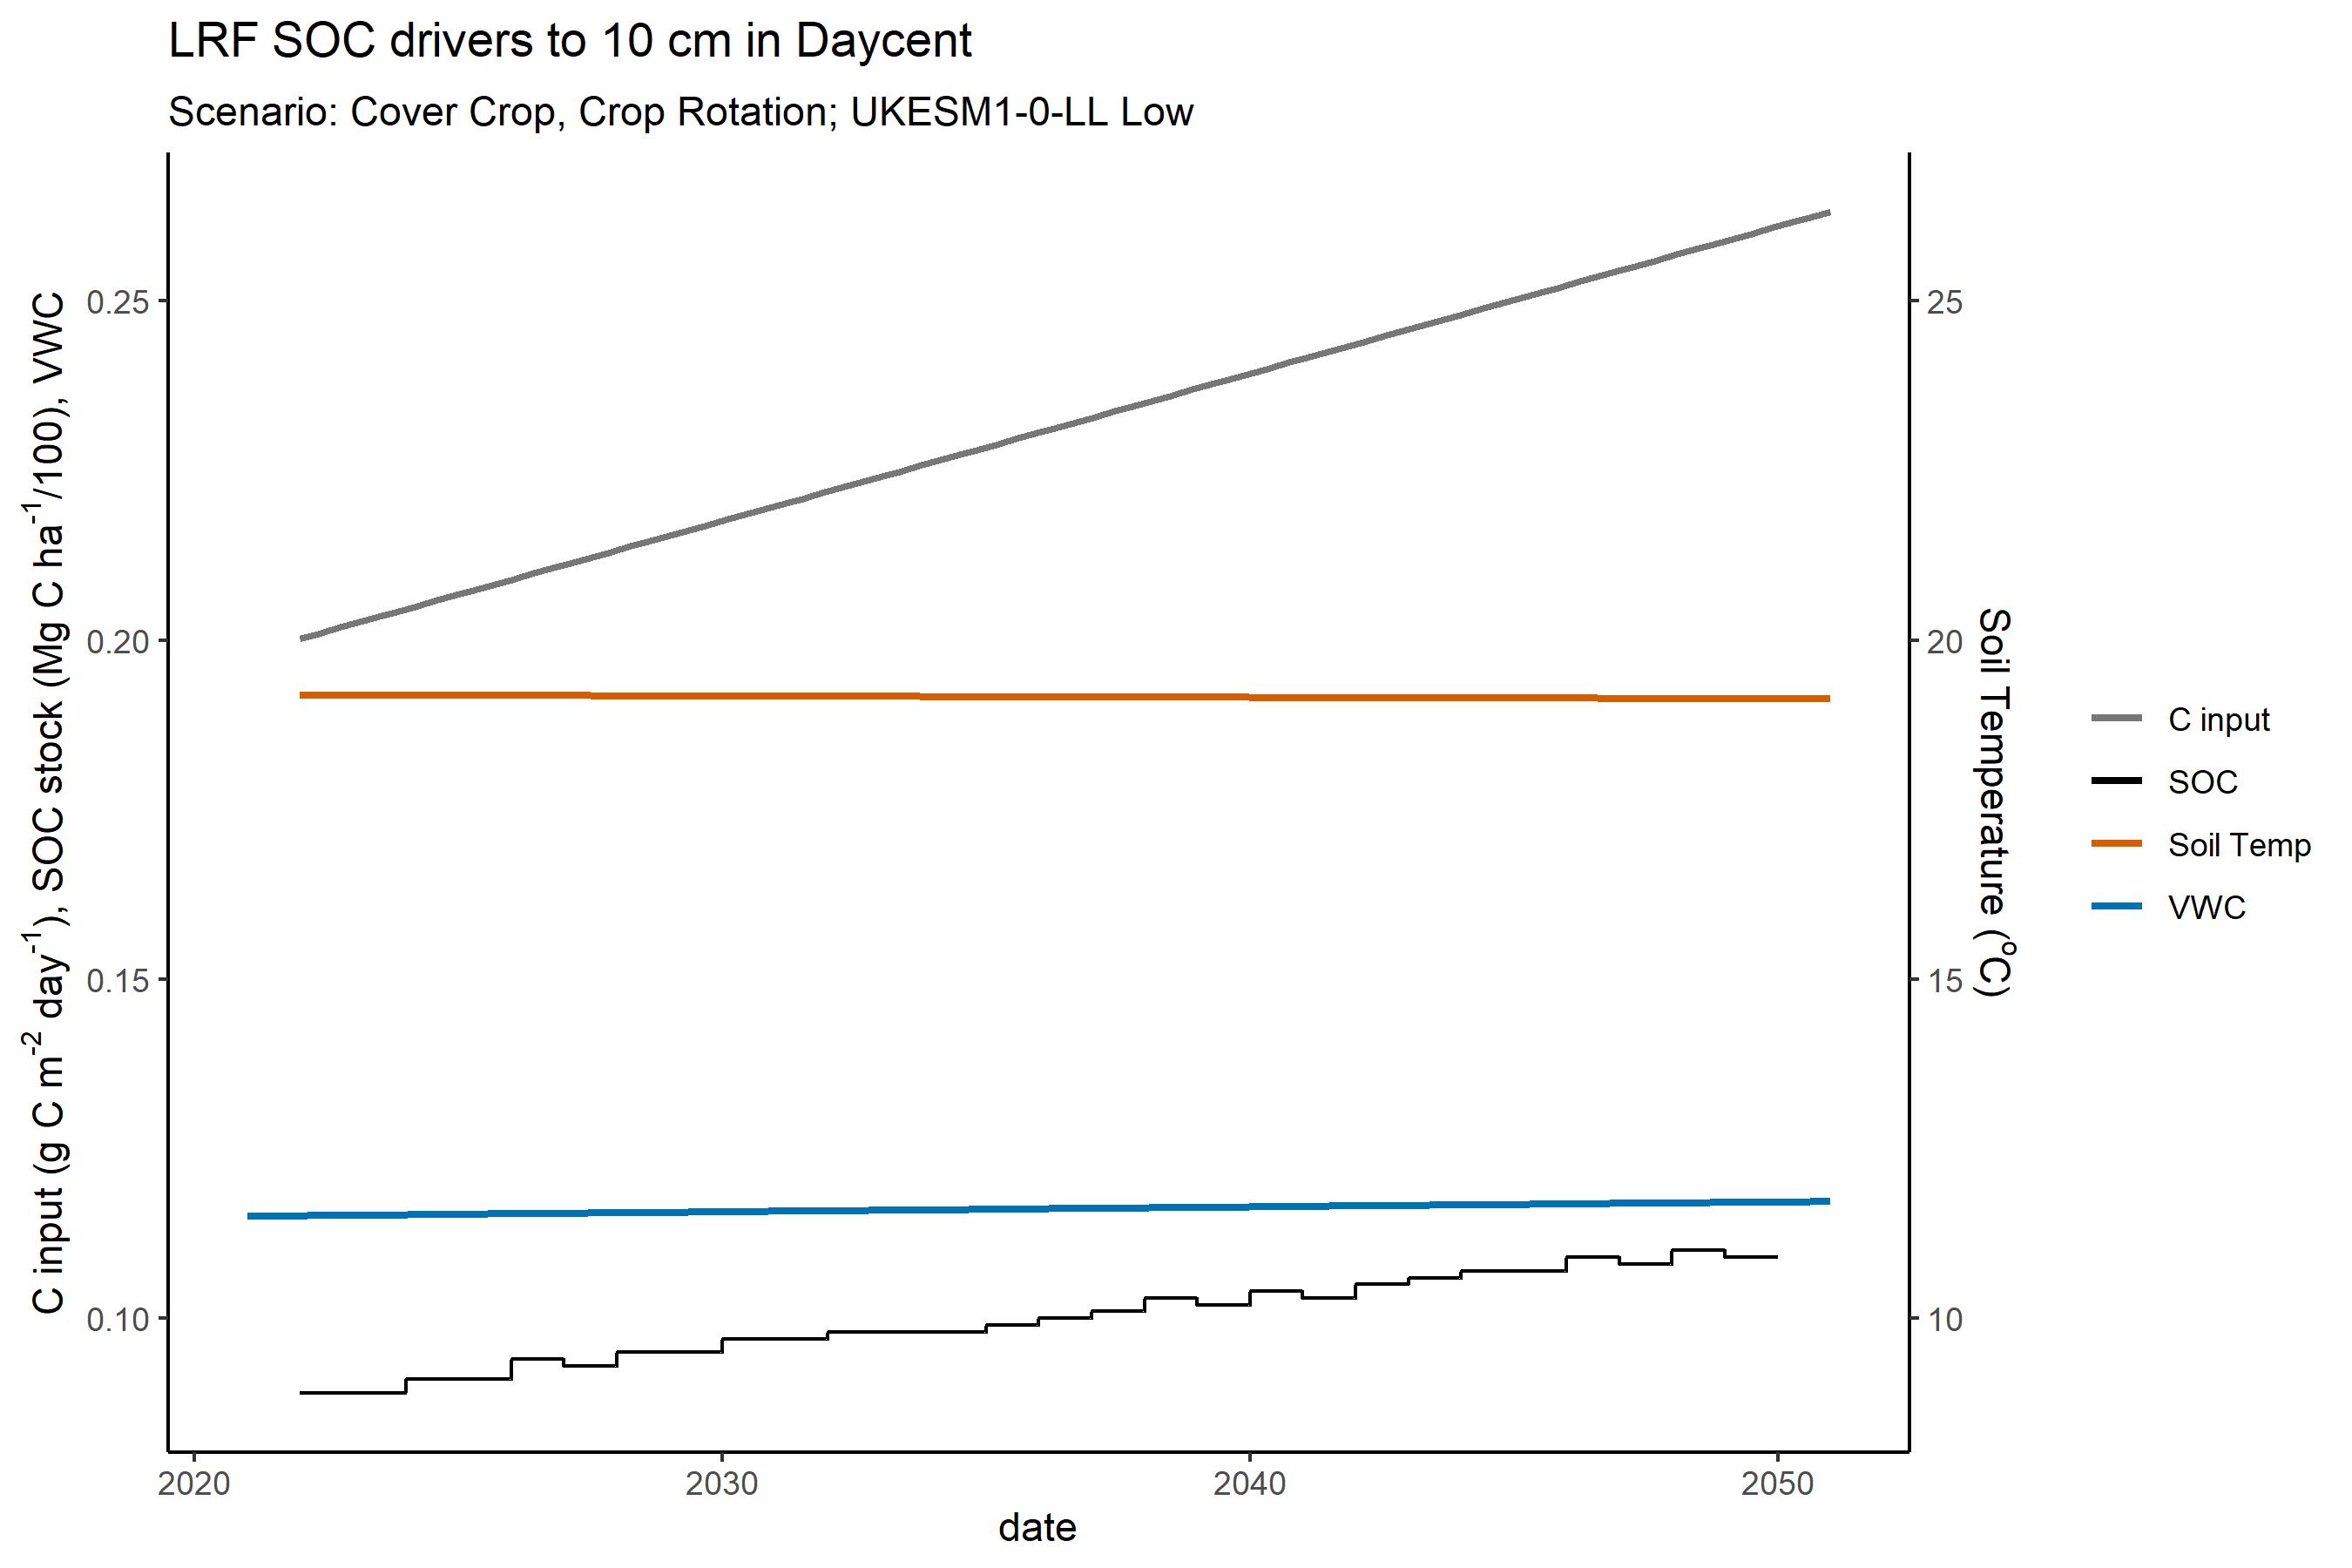 LRF SOC drivers to 10 cm in Daycent
Scenario: Cover Crop, Crop Rotation; UKESM1-0-LL Low
C input (g C m⁻² day⁻¹), SOC stock (Mg C ha⁻¹/100), VWC
0.25
0.20
0.15
0.10
25
20
15
10
Soil Temperature (°C)
C input
SOC
Soil Temp
VWC
2020
2030
2040
2050
date